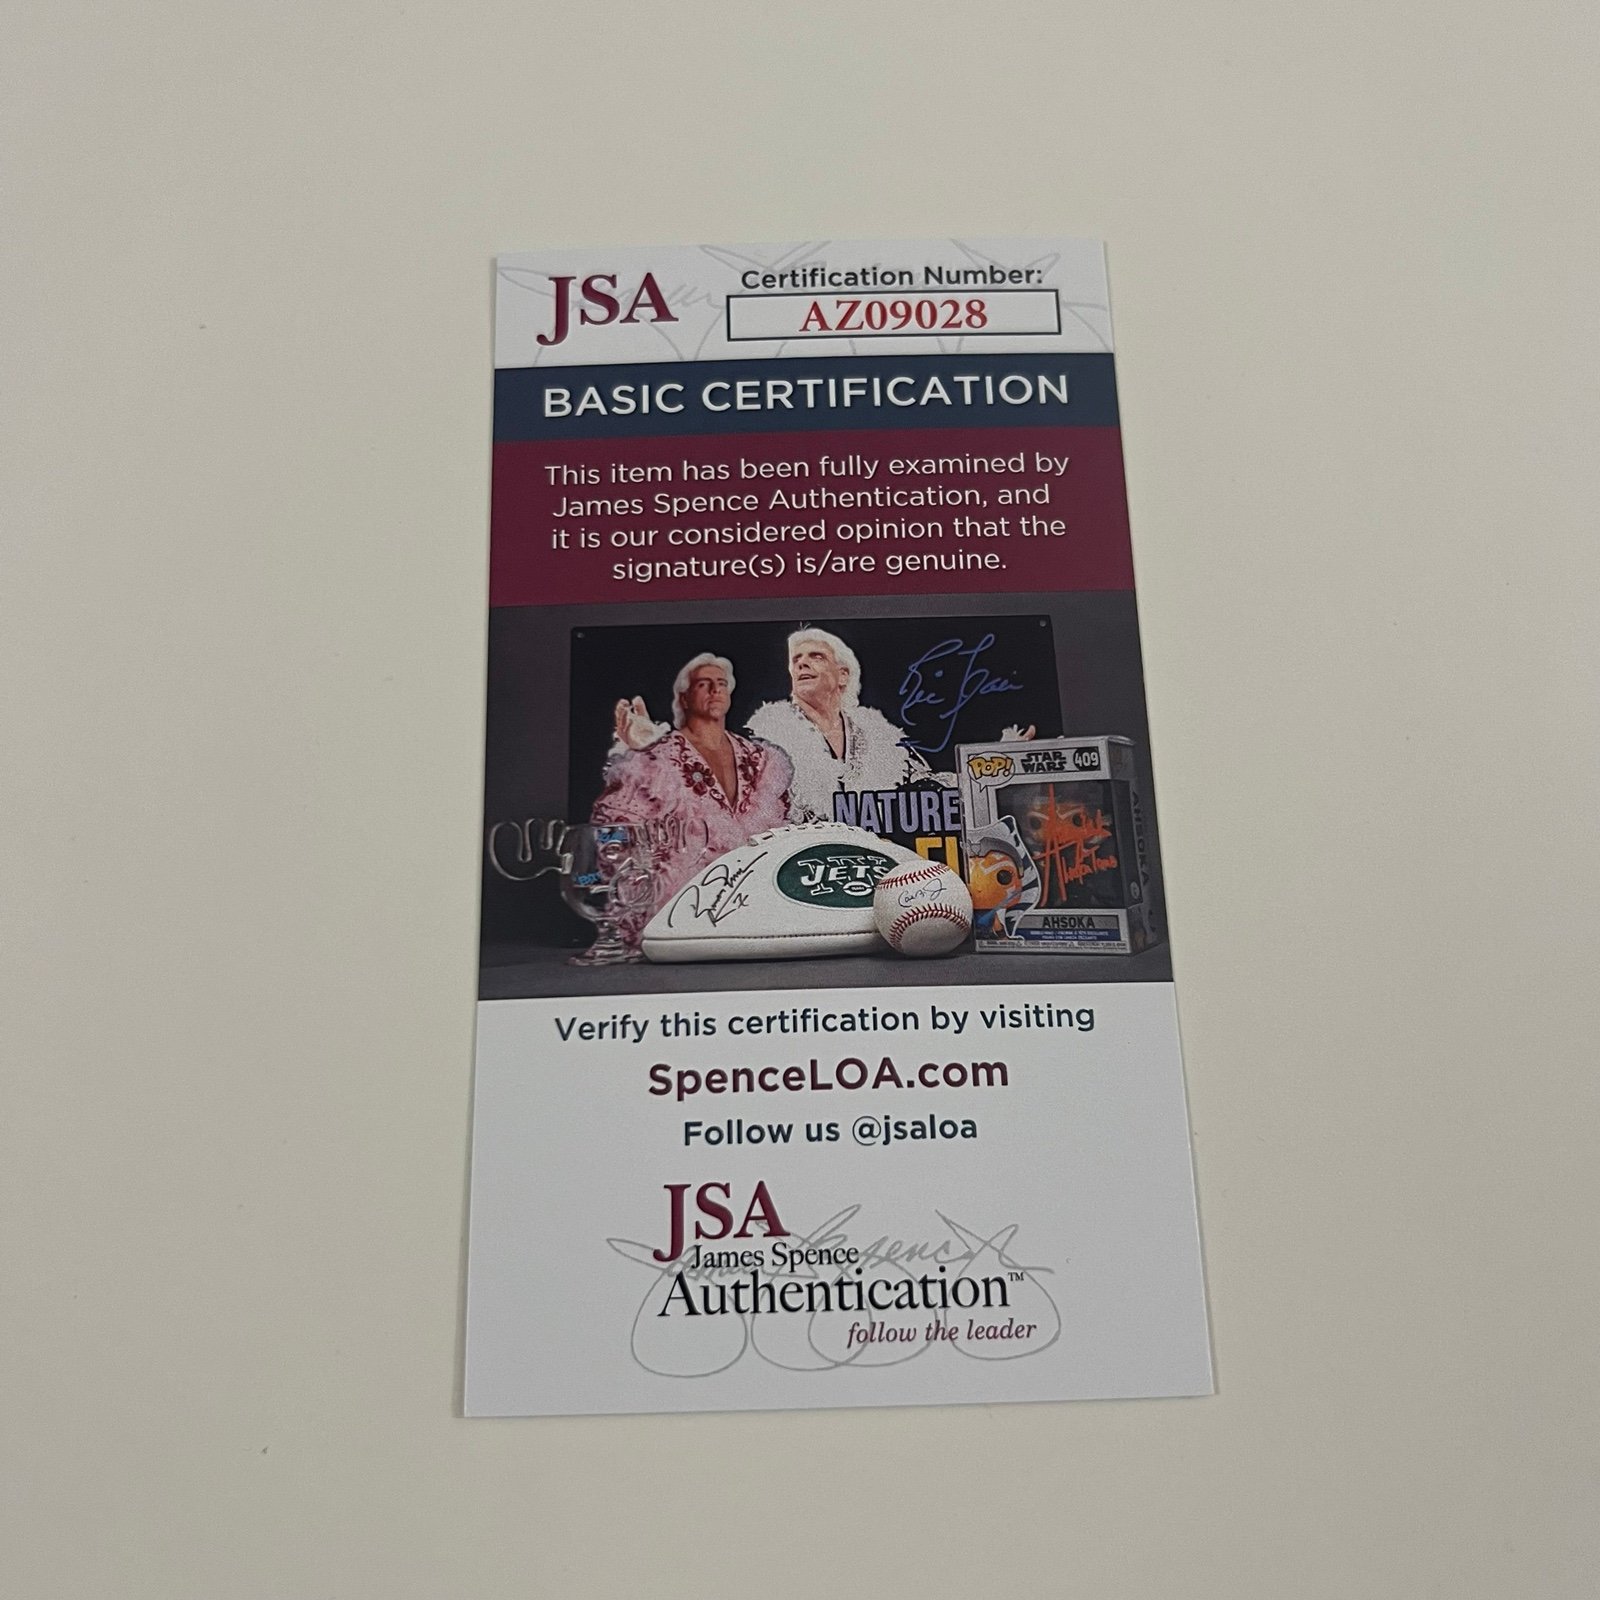 JSA
Certification Number:
AZ09028
BASIC CERTIFICATION
This item has been fully examined by
James Spence Authentication, and
it is our considered opinion that the
signature(s) is/are genuine.
NATURE
POP!
STAR
WARS
409
JETS
AHSOKA
AHSOKA
Verify this certification by visiting
SpenceLOA.com
Follow us @jsaloa
JSA
James Spence
Authentication™
follow the leader